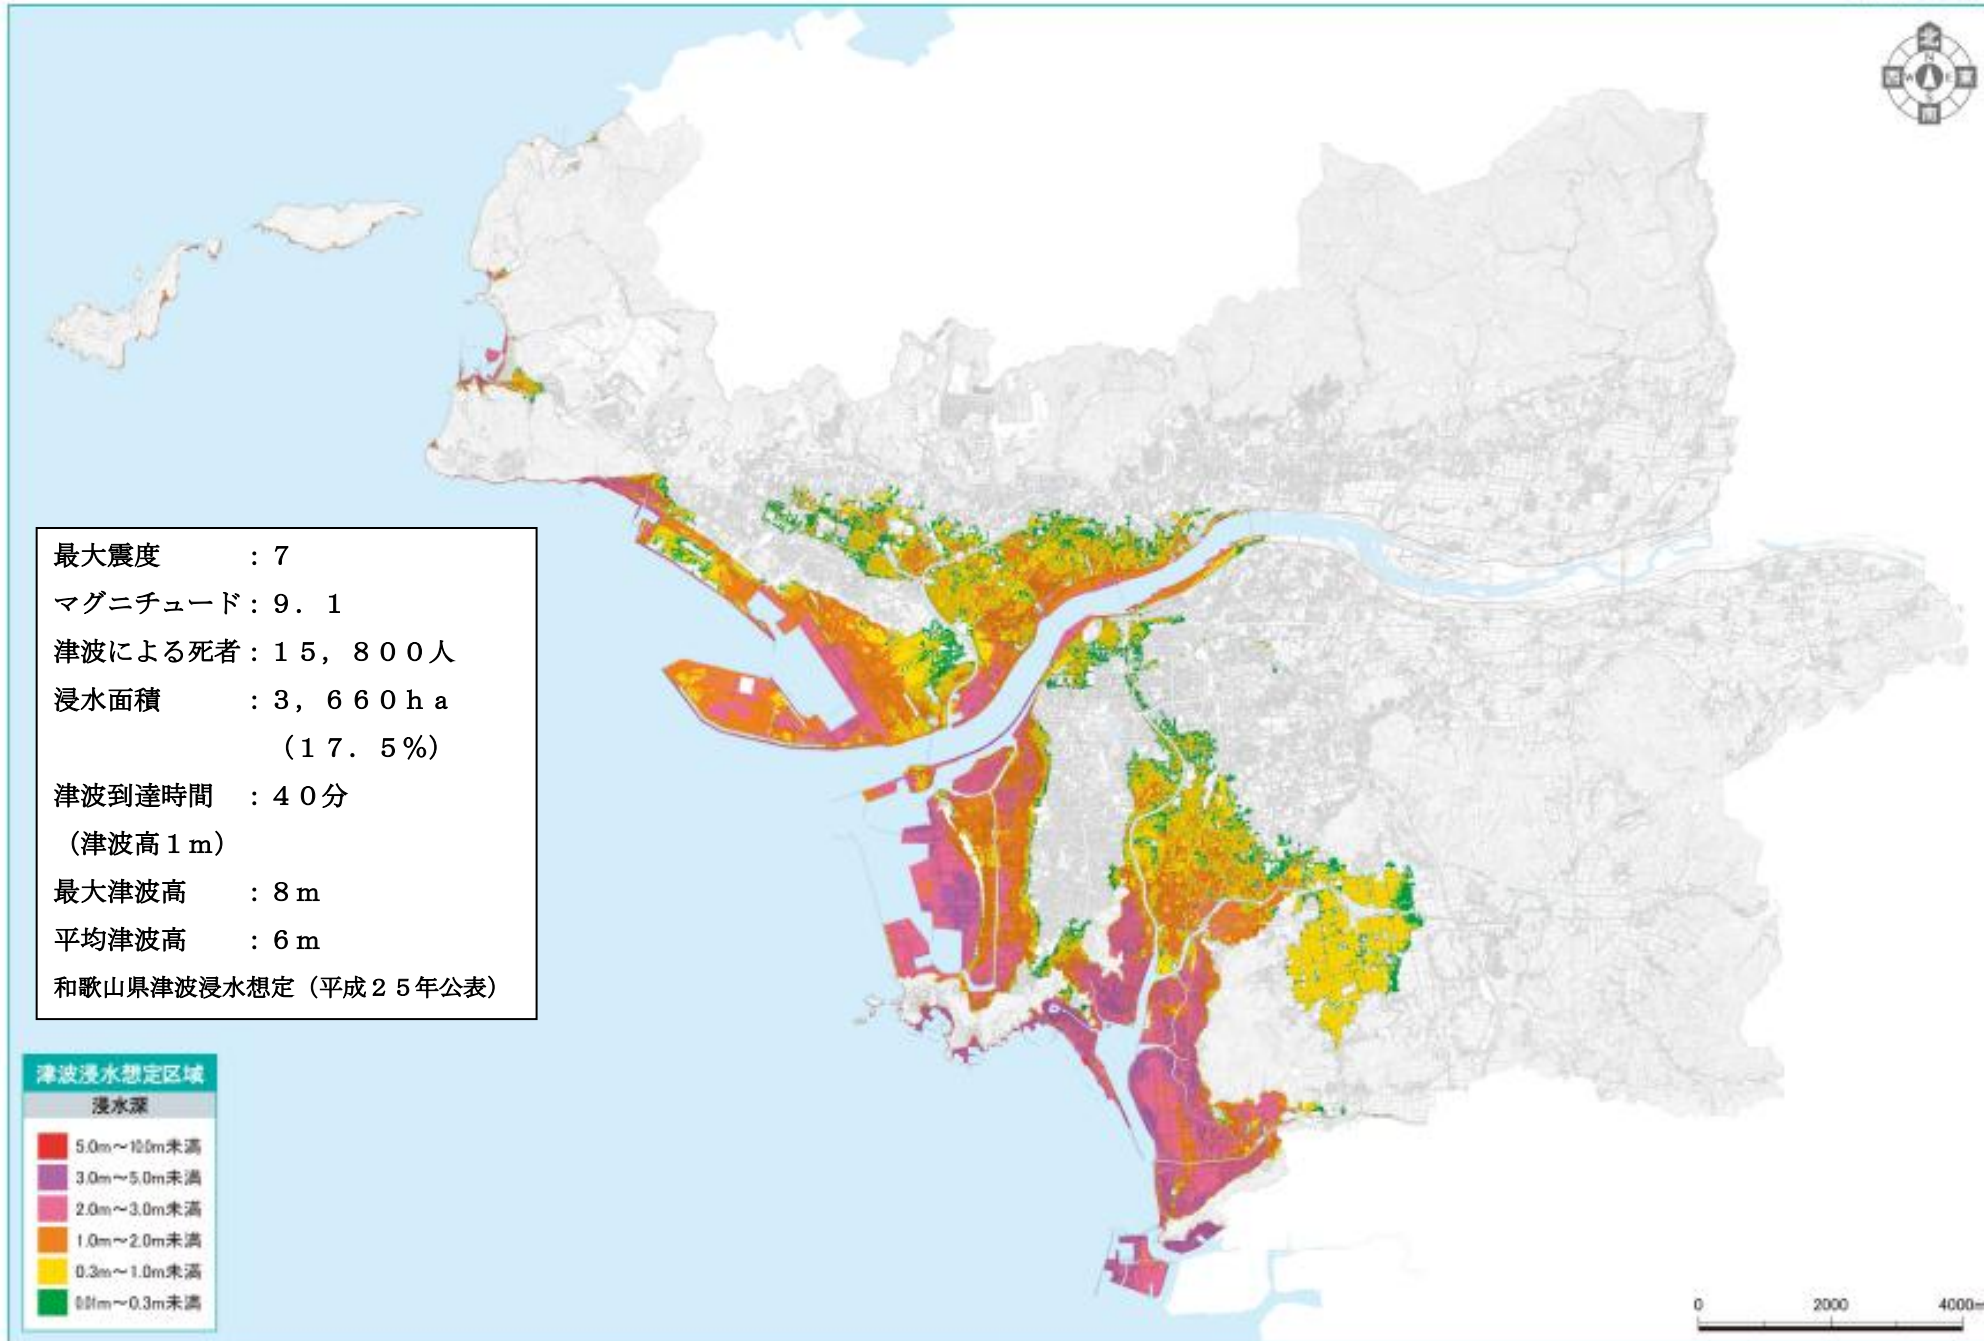 北
N
西 W E 東
S
南
最大震度　　　：７
マグニチュード：９．１
津波による死者：１５，８００人
浸水面積　　　：３，６６０ｈａ
（１７．５％）
津波到達時間　：４０分
（津波高１ｍ）
最大津波高　　：８ｍ
平均津波高　　：６ｍ
和歌山県津波浸水想定（平成２５年公表）
津波浸水想定区域
浸水深
5.0m～10.0m未満
3.0m～5.0m未満
2.0m～3.0m未満
1.0m～2.0m未満
0.3m～1.0m未満
0.01m～0.3m未満
0 2000 4000m